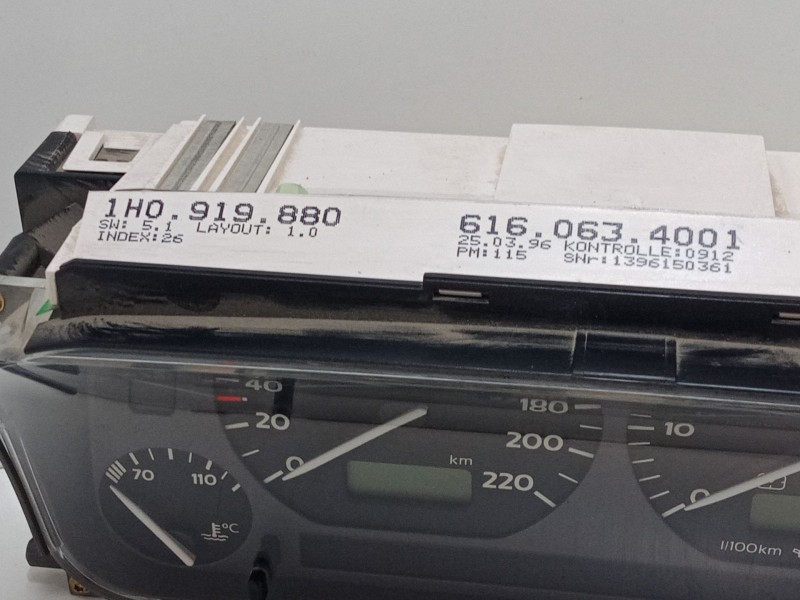 1H0.919.880
SW: 5.1 LAYOUT: 1.0
INDEX:26
616.063.4001
25.03.96 KONTROLLE:0912
PM:115 SNr:1396150361
40
20
0
180
200
220
km
70
110
°C
10
0
l/100km